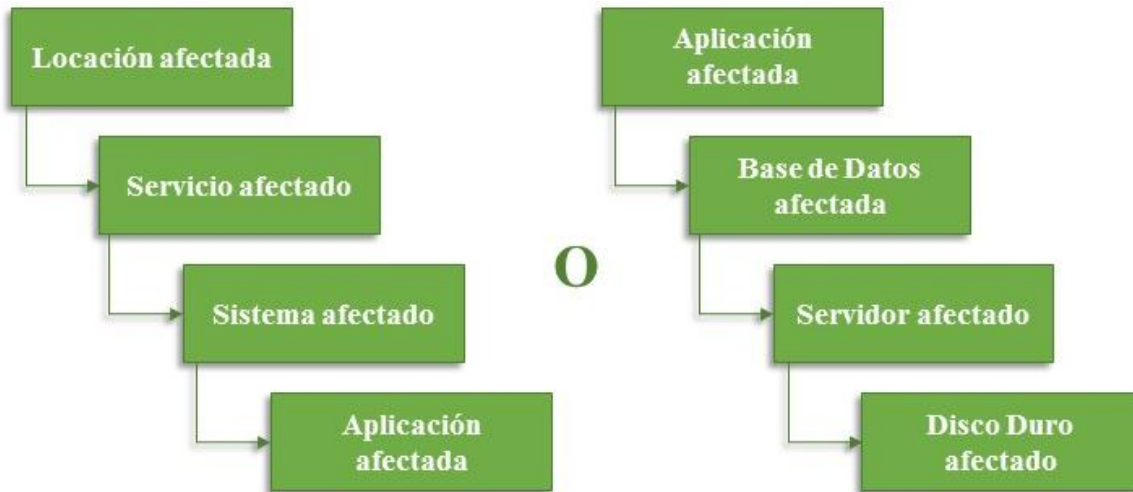 Locación afectada
Servicio afectado
Sistema afectado
Aplicación
afectada
O
Aplicación
afectada
Base de Datos
afectada
Servidor afectado
Disco Duro
afectado